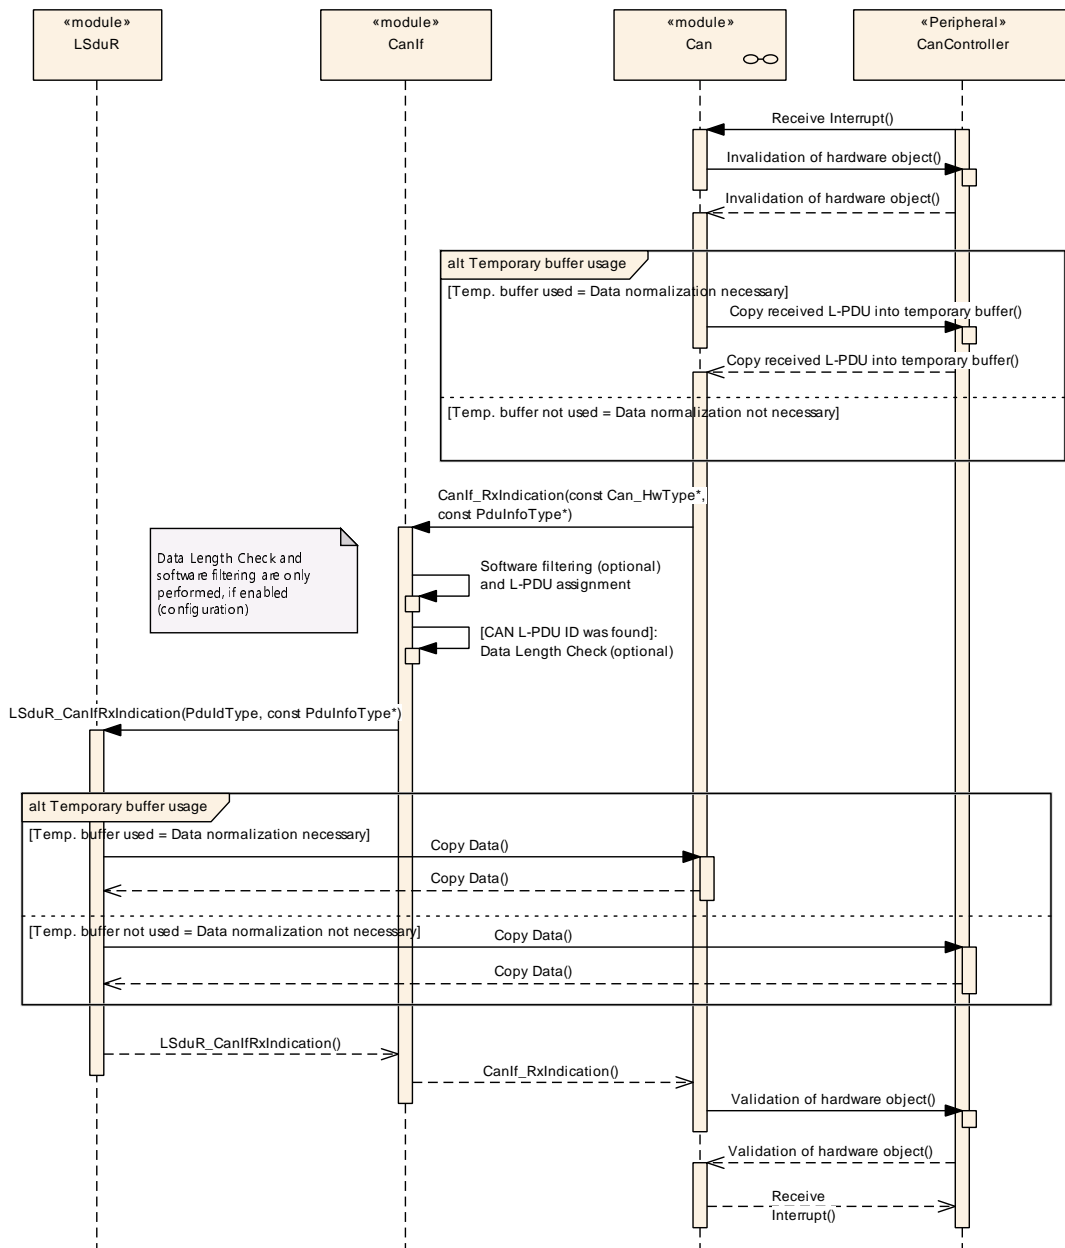 «module»
LSduR
«module»
CanIf
«module»
Can
«Peripheral»
CanController
Receive Interrupt()
Invalidation of hardware object()
Invalidation of hardware object()
alt Temporary buffer usage
[Temp. buffer used = Data normalization necessary]
Copy received L-PDU into temporary buffer()
Copy received L-PDU into temporary buffer()
[Temp. buffer not used = Data normalization not necessary]
CanIf_RxIndication(const Can_HwType*,
const PduInfoType*)
Data Length Check and
software filtering are only
performed, if enabled
(configuration)
Software filtering (optional)
and L-PDU assignment
[CAN L-PDU ID was found]:
Data Length Check (optional)
LSduR_CanIfRxIndication(PduIdType, const PduInfoType*)
alt Temporary buffer usage
[Temp. buffer used = Data normalization necessary]
Copy Data()
Copy Data()
[Temp. buffer not used = Data normalization not necessary]
Copy Data()
Copy Data()
LSduR_CanIfRxIndication()
CanIf_RxIndication()
Validation of hardware object()
Validation of hardware object()
Receive
Interrupt()